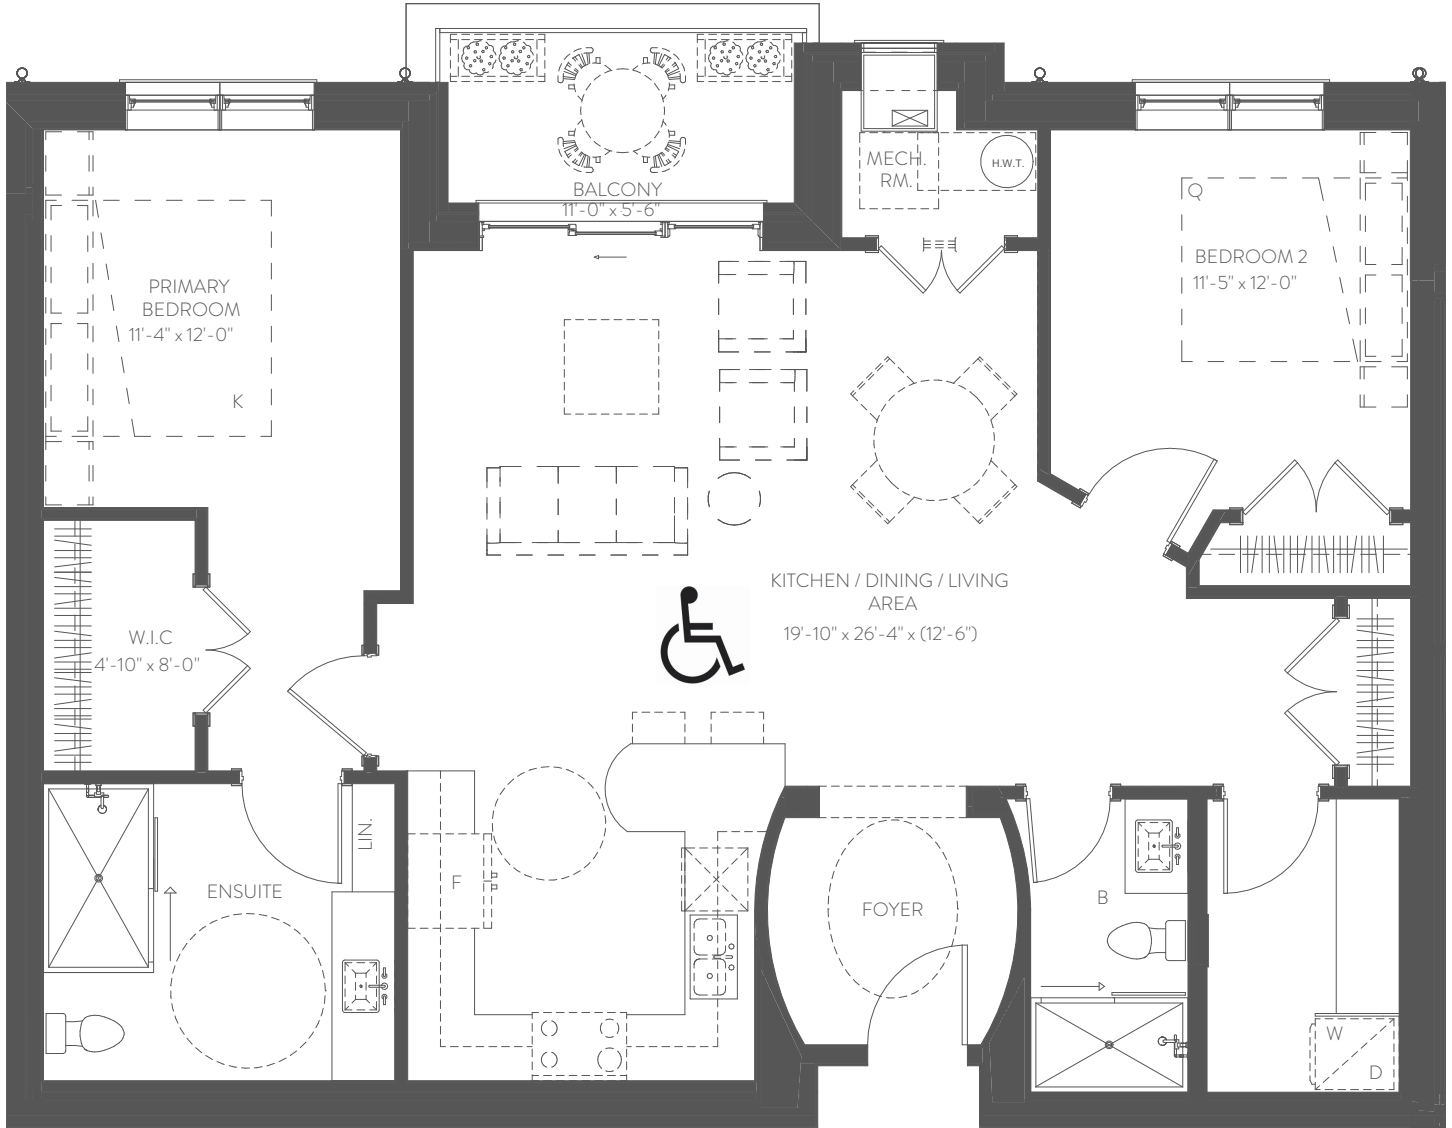 MECH.
RM.
H.W.T.
BALCONY
11'-0" x 5'-6"
Q
BEDROOM 2
11'-5" x 12'-0"
PRIMARY
BEDROOM
11'-4" x 12'-0"
K
KITCHEN / DINING / LIVING
AREA
19'-10" x 26'-4" x (12'-6")
W.I.C
4'-10" x 8'-0"
LIN.
ENSUITE
F
FOYER
B
W
D